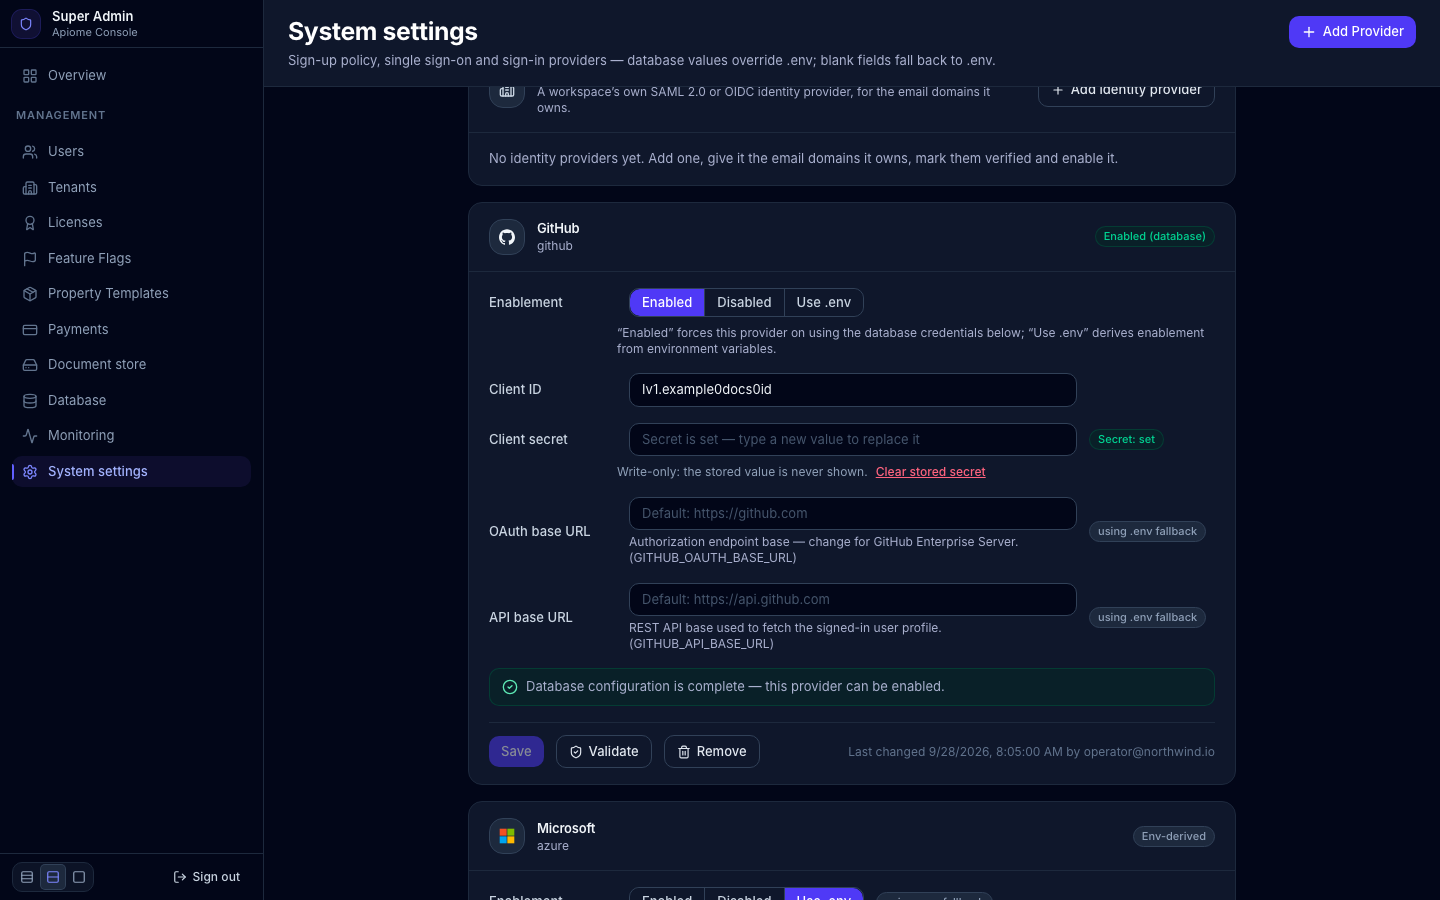 Super Admin
Apiome Console
Overview
MANAGEMENT
Users
Tenants
Licenses
Feature Flags
Property Templates
Payments
Document store
Database
Monitoring
System settings
Sign out
System settings
Sign-up policy, single sign-on and sign-in providers — database values override .env; blank fields fall back to .env.
Add Provider
A workspace’s own SAML 2.0 or OIDC identity provider, for the email domains it
owns.
Add identity provider
No identity providers yet. Add one, give it the email domains it owns, mark them verified and enable it.
GitHub
github
Enabled (database)
Enablement
Enabled
Disabled
Use .env
“Enabled” forces this provider on using the database credentials below; “Use .env” derives enablement
from environment variables.
Client ID
Iv1.example0docs0id
Client secret
Secret is set — type a new value to replace it
Secret: set
Write-only: the stored value is never shown. Clear stored secret
OAuth base URL
Default: https://github.com
using .env fallback
Authorization endpoint base — change for GitHub Enterprise Server.
(GITHUB_OAUTH_BASE_URL)
API base URL
Default: https://api.github.com
using .env fallback
REST API base used to fetch the signed-in user profile.
(GITHUB_API_BASE_URL)
Database configuration is complete — this provider can be enabled.
Save
Validate
Remove
Last changed 9/28/2026, 8:05:00 AM by operator@northwind.io
Microsoft
azure
Env-derived
Enablement
Enabled
Disabled
Use .env